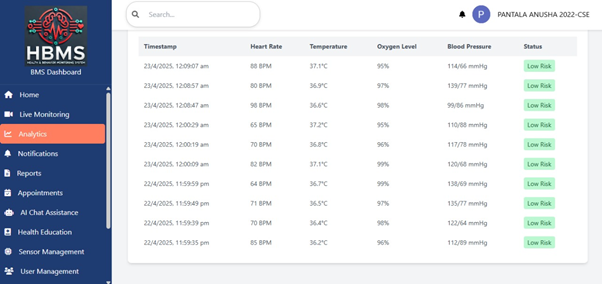 HBMS
HEALTH & BEHAVIOR MONITORING SYSTEM
BMS Dashboard
Home
Live Monitoring
Analytics
Notifications
Reports
Appointments
AI Chat Assistance
Health Education
Sensor Management
User Management
Search...
P PANTALA ANUSHA 2022-CSE
Timestamp Heart Rate Temperature Oxygen Level Blood Pressure Status
23/4/2025, 12:09:07 am 88 BPM 37.1°C 95% 114/66 mmHg Low Risk
23/4/2025, 12:08:57 am 80 BPM 36.9°C 97% 139/77 mmHg Low Risk
23/4/2025, 12:08:47 am 98 BPM 36.6°C 98% 99/86 mmHg Low Risk
23/4/2025, 12:00:29 am 65 BPM 37.2°C 95% 110/88 mmHg Low Risk
23/4/2025, 12:00:19 am 70 BPM 36.8°C 96% 117/78 mmHg Low Risk
23/4/2025, 12:00:09 am 82 BPM 37.1°C 99% 120/68 mmHg Low Risk
22/4/2025, 11:59:59 pm 64 BPM 36.7°C 99% 138/69 mmHg Low Risk
22/4/2025, 11:59:49 pm 71 BPM 36.5°C 97% 135/77 mmHg Low Risk
22/4/2025, 11:59:39 pm 70 BPM 36.4°C 98% 122/64 mmHg Low Risk
22/4/2025, 11:59:35 pm 85 BPM 36.2°C 96% 112/89 mmHg Low Risk